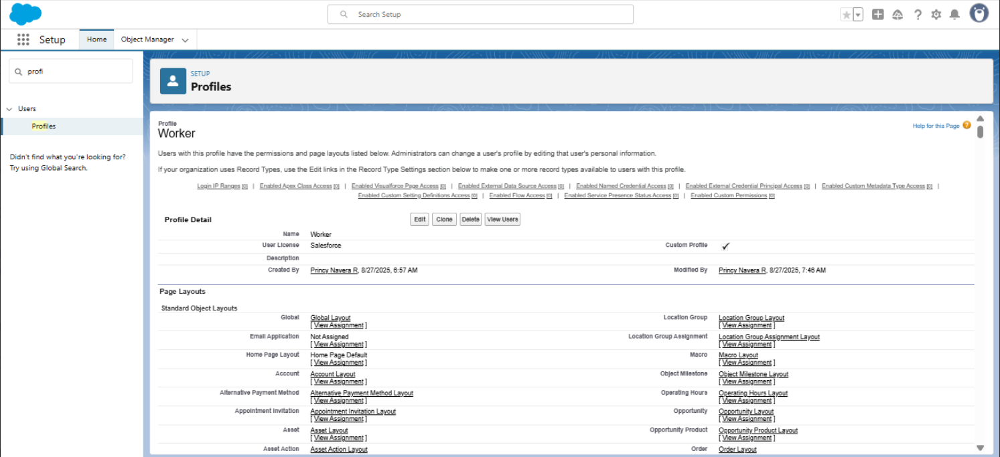 Search Setup
Setup
Home
Object Manager
profi
Users
Profiles
Didn't find what you're looking for?
Try using Global Search.
SETUP
Profiles
Profile
Worker
Help for this Page
Users with this profile have the permissions and page layouts listed below. Administrators can change a user's profile by editing that user's personal information.
If your organization uses Record Types, use the Edit links in the Record Type Settings section below to make one or more record types available to users with this profile.
Login IP Ranges [0] | Enabled Apex Class Access [0] | Enabled Visualforce Page Access [0] | Enabled External Data Source Access [0] | Enabled Named Credential Access [0] | Enabled External Credential Principal Access [0] | Enabled Custom Metadata Type Access [0] |
Enabled Custom Setting Definitions Access [0] | Enabled Flow Access [0] | Enabled Service Presence Status Access [0] | Enabled Custom Permissions [0]
Profile Detail Edit Clone Delete View Users
Name Worker
User License Salesforce Custom Profile ✓
Description
Created By Princy Navera R, 8/27/2025, 6:57 AM Modified By Princy Navera R, 8/27/2025, 7:46 AM
Page Layouts
Standard Object Layouts
Global Global Layout Location Group Location Group Layout
[ View Assignment ] [ View Assignment ]
Email Application Not Assigned Location Group Assignment Location Group Assignment Layout
[ View Assignment ] [ View Assignment ]
Home Page Layout Home Page Default Macro Macro Layout
[ View Assignment ] [ View Assignment ]
Account Account Layout Object Milestone Object Milestone Layout
[ View Assignment ] [ View Assignment ]
Alternative Payment Method Alternative Payment Method Layout Operating Hours Operating Hours Layout
[ View Assignment ] [ View Assignment ]
Appointment Invitation Appointment Invitation Layout Opportunity Opportunity Layout
[ View Assignment ] [ View Assignment ]
Asset Asset Layout Opportunity Product Opportunity Product Layout
[ View Assignment ] [ View Assignment ]
Asset Action Asset Action Layout Order Order Layout